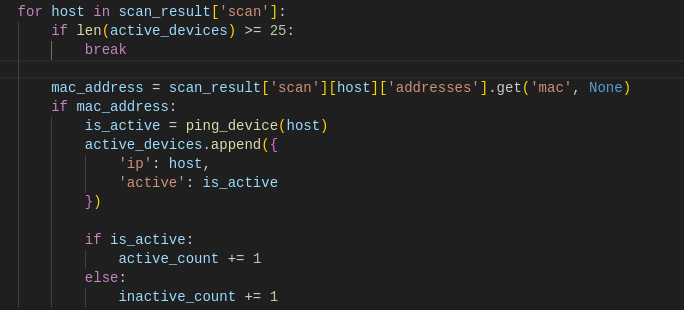 for host in scan_result['scan']:
    if len(active_devices) >= 25:
        break
    mac_address = scan_result['scan'][host]['addresses'].get('mac', None)
    if mac_address:
        is_active = ping_device(host)
        active_devices.append({
            'ip': host,
            'active': is_active
        })
        if is_active:
            active_count += 1
        else:
            inactive_count += 1